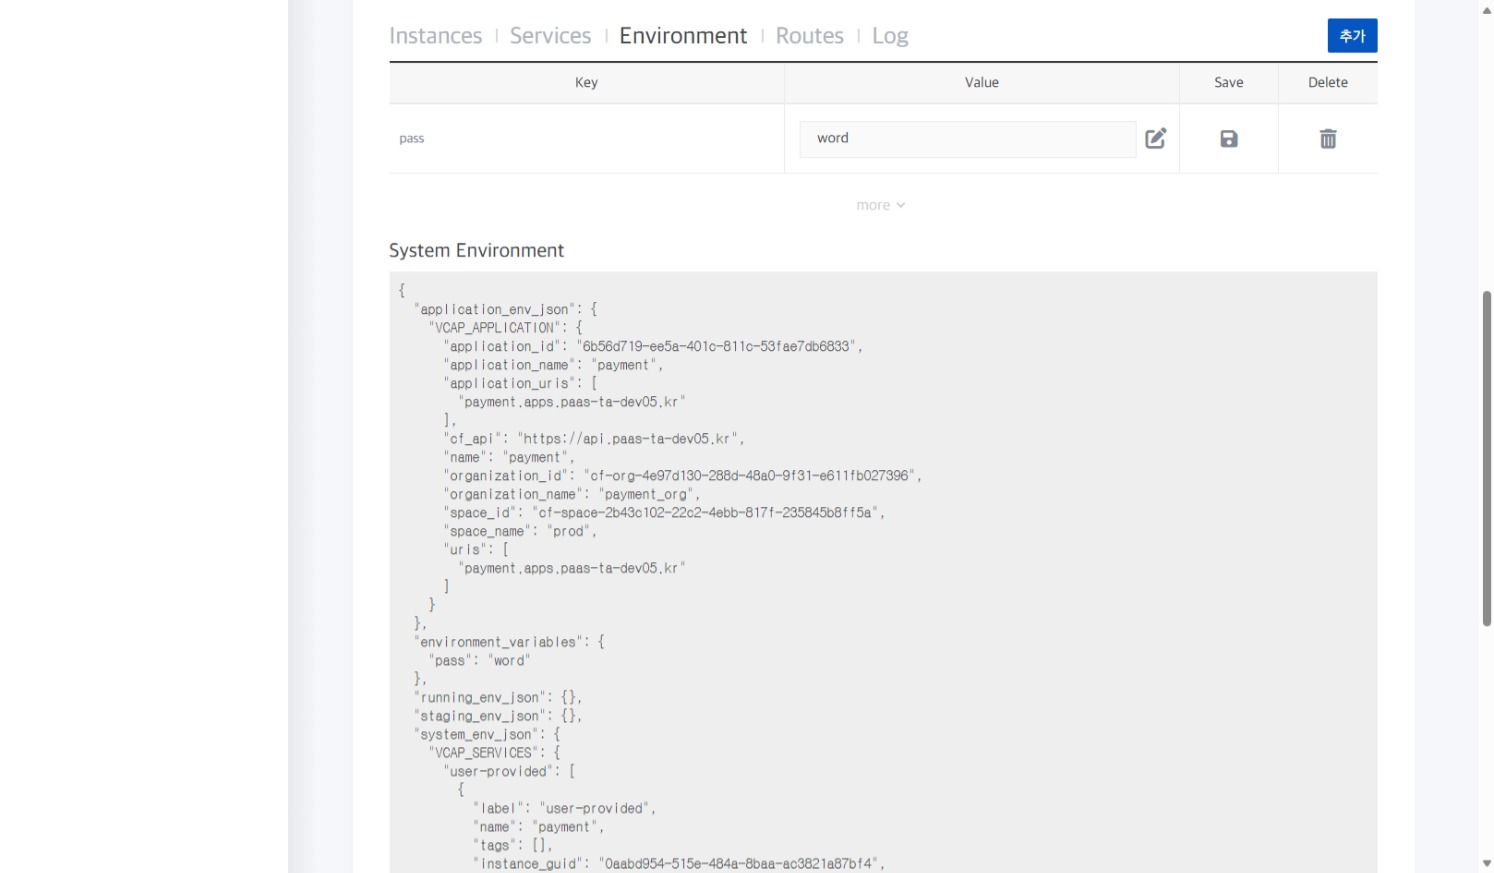 Instances | Services | Environment | Routes | Log 추가
Key Value Save Delete
pass word
more
System Environment
{
"application_env_json": {
"VCAP_APPLICATION": {
"application_id": "6b56d719-ee5a-401c-811c-53fae7db6833",
"application_name": "payment",
"application_uris": [
"payment.apps.paas-ta-dev05.kr"
],
"cf_api": "https://api.paas-ta-dev05.kr",
"name": "payment",
"organization_id": "cf-org-4e97d130-288d-48a0-9f31-e611fb027396",
"organization_name": "payment_org",
"space_id": "cf-space-2b43c102-22c2-4ebb-817f-235845b8ff5a",
"space_name": "prod",
"uris": [
"payment.apps.paas-ta-dev05.kr"
]
}
},
"environment_variables": {
"pass": "word"
},
"running_env_json": {},
"staging_env_json": {},
"system_env_json": {
"VCAP_SERVICES": {
"user-provided": [
{
"label": "user-provided",
"name": "payment",
"tags": [],
"instance_guid": "0aabd954-515e-484a-8baa-ac3821a87bf4",